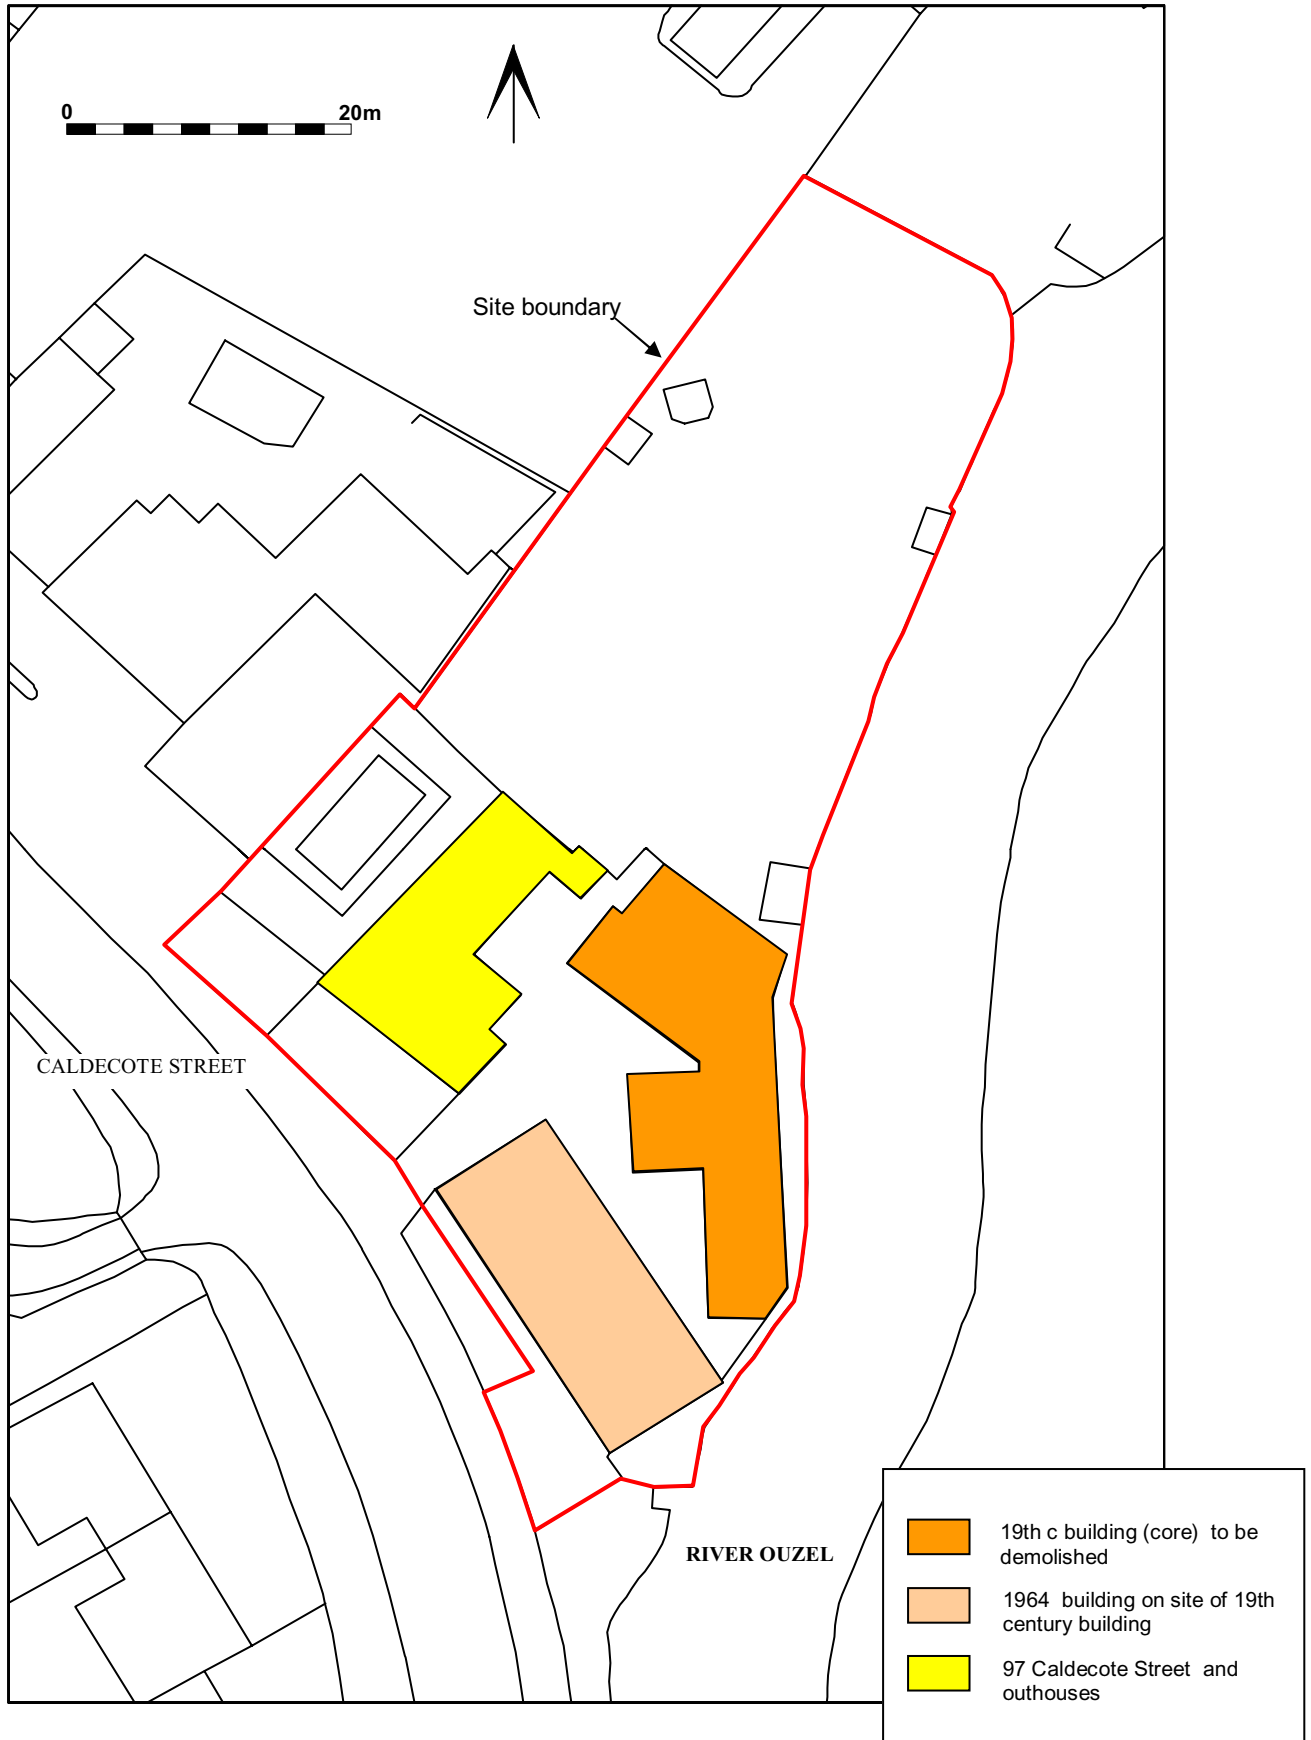 0 20m
Site boundary
CALDECOTE STREET
RIVER OUZEL
19th c building (core) to be
demolished
1964 building on site of 19th
century building
97 Caldecote Street and
outhouses